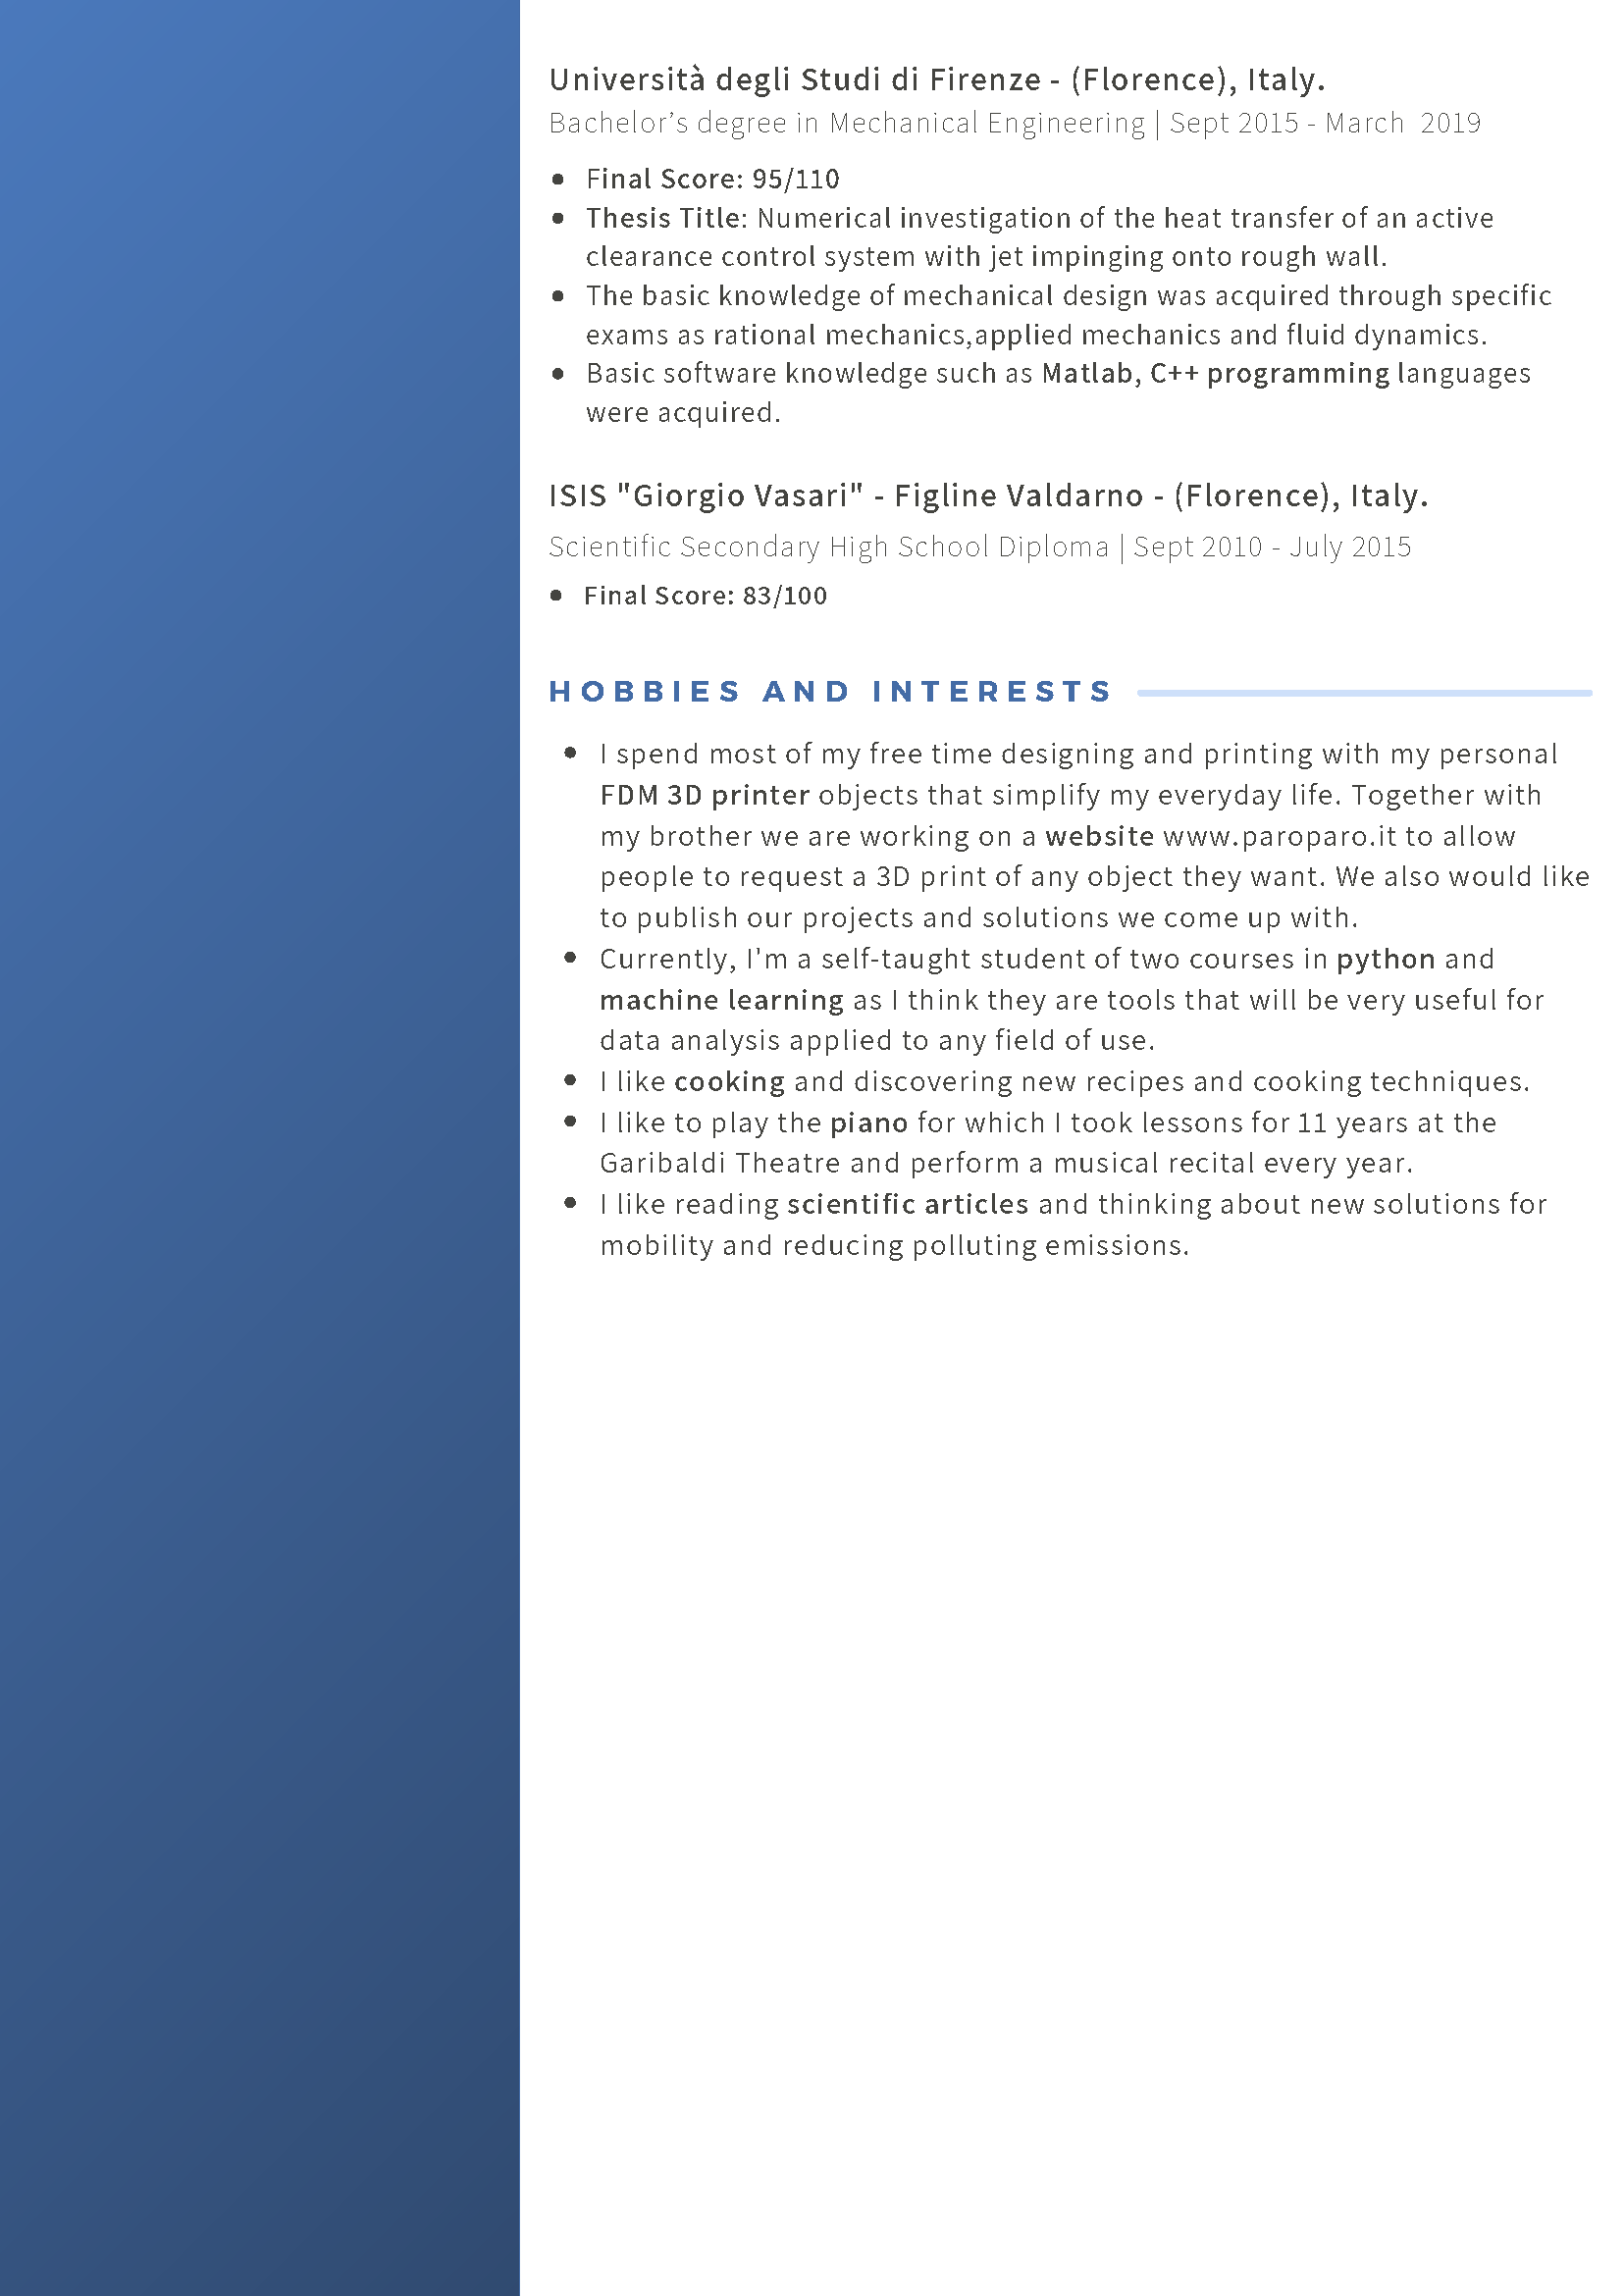 Università degli Studi di Firenze - (Florence), Italy.
Bachelor’s degree in Mechanical Engineering | Sept 2015 - March  2019
• Final Score: 95/110
• Thesis Title: Numerical investigation of the heat transfer of an active
clearance control system with jet impinging onto rough wall.
• The basic knowledge of mechanical design was acquired through specific
exams as rational mechanics,applied mechanics and fluid dynamics.
• Basic software knowledge such as Matlab, C++ programming languages
were acquired.
ISIS "Giorgio Vasari" - Figline Valdarno - (Florence), Italy.
Scientific Secondary High School Diploma | Sept 2010 - July 2015
• Final Score: 83/100
HOBBIES AND INTERESTS
• I spend most of my free time designing and printing with my personal
FDM 3D printer objects that simplify my everyday life. Together with
my brother we are working on a website www.paroparo.it to allow
people to request a 3D print of any object they want. We also would like
to publish our projects and solutions we come up with.
• Currently, I'm a self-taught student of two courses in python and
machine learning as I think they are tools that will be very useful for
data analysis applied to any field of use.
• I like cooking and discovering new recipes and cooking techniques.
• I like to play the piano for which I took lessons for 11 years at the
Garibaldi Theatre and perform a musical recital every year.
• I like reading scientific articles and thinking about new solutions for
mobility and reducing polluting emissions.